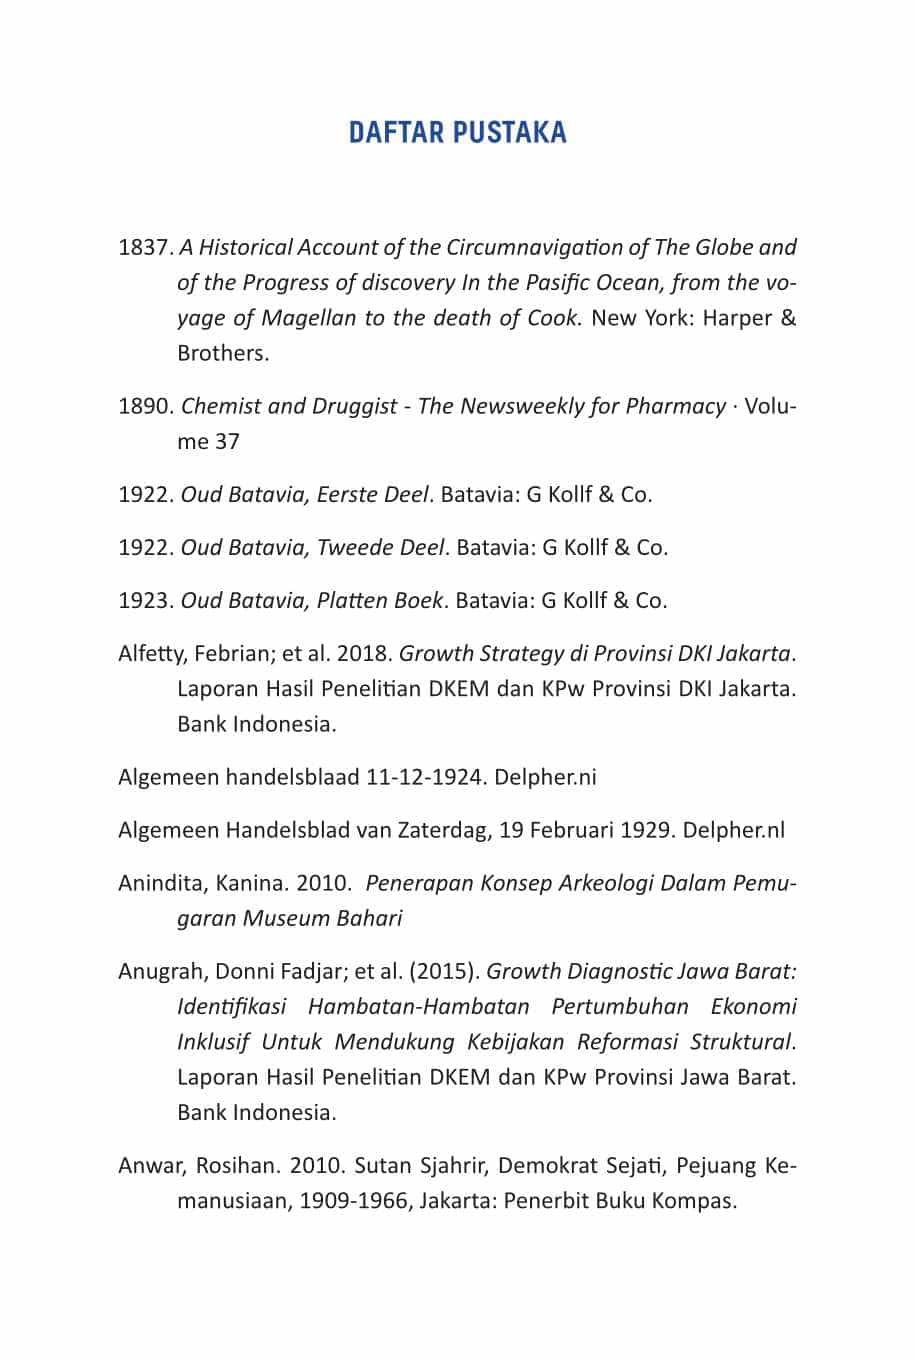 DAFTAR PUSTAKA
1837. A Historical Account of the Circumnavigation of The Globe and
of the Progress of discovery In the Pasific Ocean, from the vo-
yage of Magellan to the death of Cook. New York: Harper &
Brothers.
1890. Chemist and Druggist - The Newsweekly for Pharmacy · Volu-
me 37
1922. Oud Batavia, Eerste Deel. Batavia: G Kollf & Co.
1922. Oud Batavia, Tweede Deel. Batavia: G Kollf & Co.
1923. Oud Batavia, Platten Boek. Batavia: G Kollf & Co.
Alfetty, Febrian; et al. 2018. Growth Strategy di Provinsi DKI Jakarta.
Laporan Hasil Penelitian DKEM dan KPw Provinsi DKI Jakarta.
Bank Indonesia.
Algemeen handelsblaad 11-12-1924. Delpher.ni
Algemeen Handelsblad van Zaterdag, 19 Februari 1929. Delpher.nl
Anindita, Kanina. 2010. Penerapan Konsep Arkeologi Dalam Pemu-
garan Museum Bahari
Anugrah, Donni Fadjar; et al. (2015). Growth Diagnostic Jawa Barat:
Identifikasi Hambatan-Hambatan Pertumbuhan Ekonomi
Inklusif Untuk Mendukung Kebijakan Reformasi Struktural.
Laporan Hasil Penelitian DKEM dan KPw Provinsi Jawa Barat.
Bank Indonesia.
Anwar, Rosihan. 2010. Sutan Sjahrir, Demokrat Sejati, Pejuang Ke-
manusiaan, 1909-1966, Jakarta: Penerbit Buku Kompas.